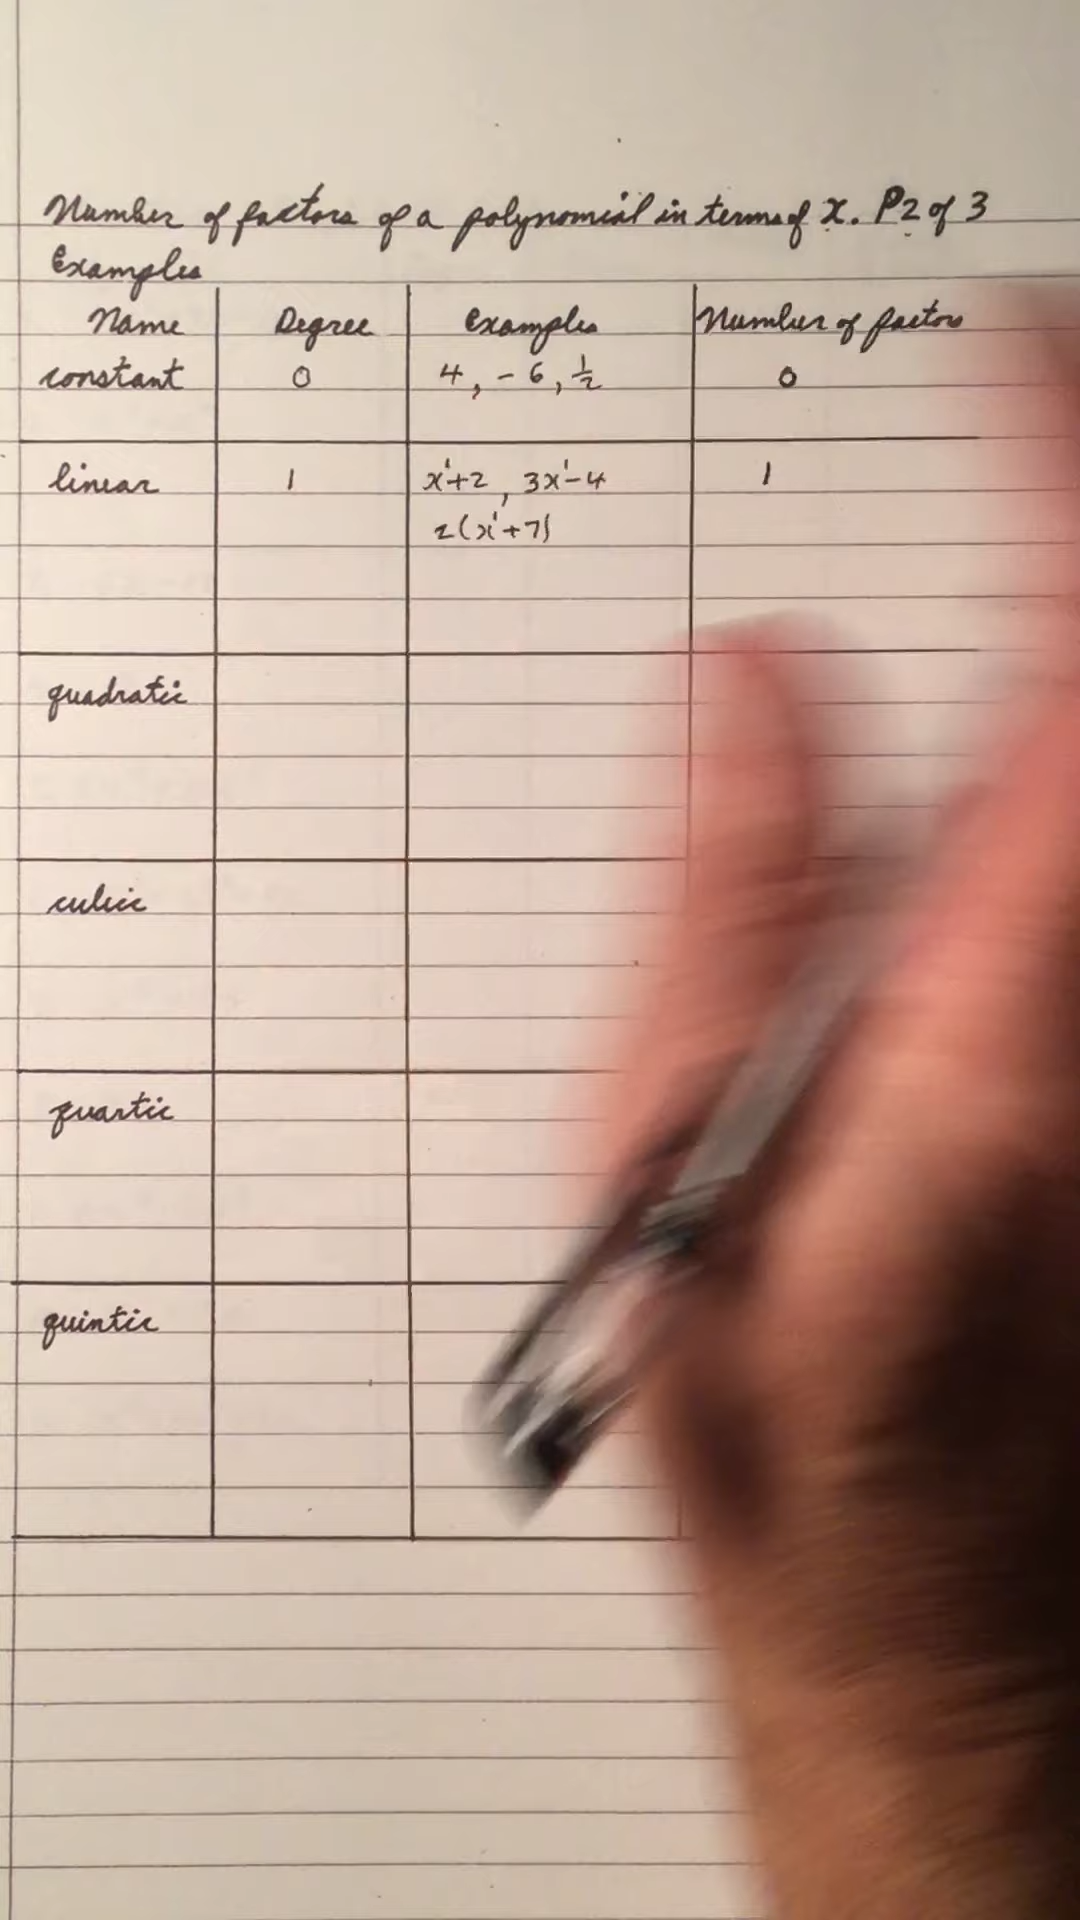 Number of factors of a polynomial in terms of x. P2 of 3
Examples
Name Degree Examples Number of factors
constant 0 4, -6, 1/2 0
linear 1 x¹+2, 3x¹-4 1
2(x¹+7)
quadratic
cubic
quartic
quintic